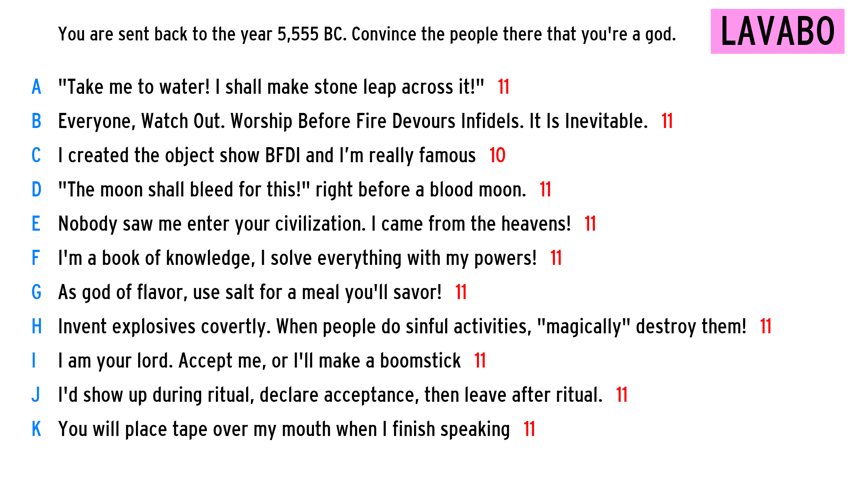 You are sent back to the year 5,555 BC. Convince the people there that you're a god.
LAVABO
A "Take me to water! I shall make stone leap across it!" 11
B Everyone, Watch Out. Worship Before Fire Devours Infidels. It Is Inevitable. 11
C I created the object show BFDI and I’m really famous 10
D "The moon shall bleed for this!" right before a blood moon. 11
E Nobody saw me enter your civilization. I came from the heavens! 11
F I'm a book of knowledge, I solve everything with my powers! 11
G As god of flavor, use salt for a meal you'll savor! 11
H Invent explosives covertly. When people do sinful activities, "magically" destroy them! 11
I I am your lord. Accept me, or I'll make a boomstick 11
J I'd show up during ritual, declare acceptance, then leave after ritual. 11
K You will place tape over my mouth when I finish speaking 11